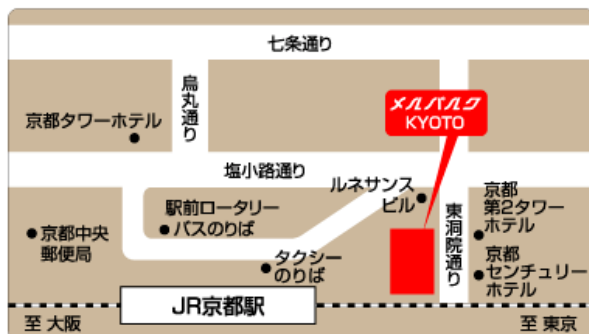 七条通り
烏丸通り
メルパルク
KYOTO
京都タワーホテル
塩小路通り
ルネサンス
ビル
京都
第2タワー
ホテル
駅前ロータリー
バスのりば
東洞院通り
京都中央
郵便局
タクシー
のりば
京都
センチュリー
ホテル
JR京都駅
至 大阪
至 東京